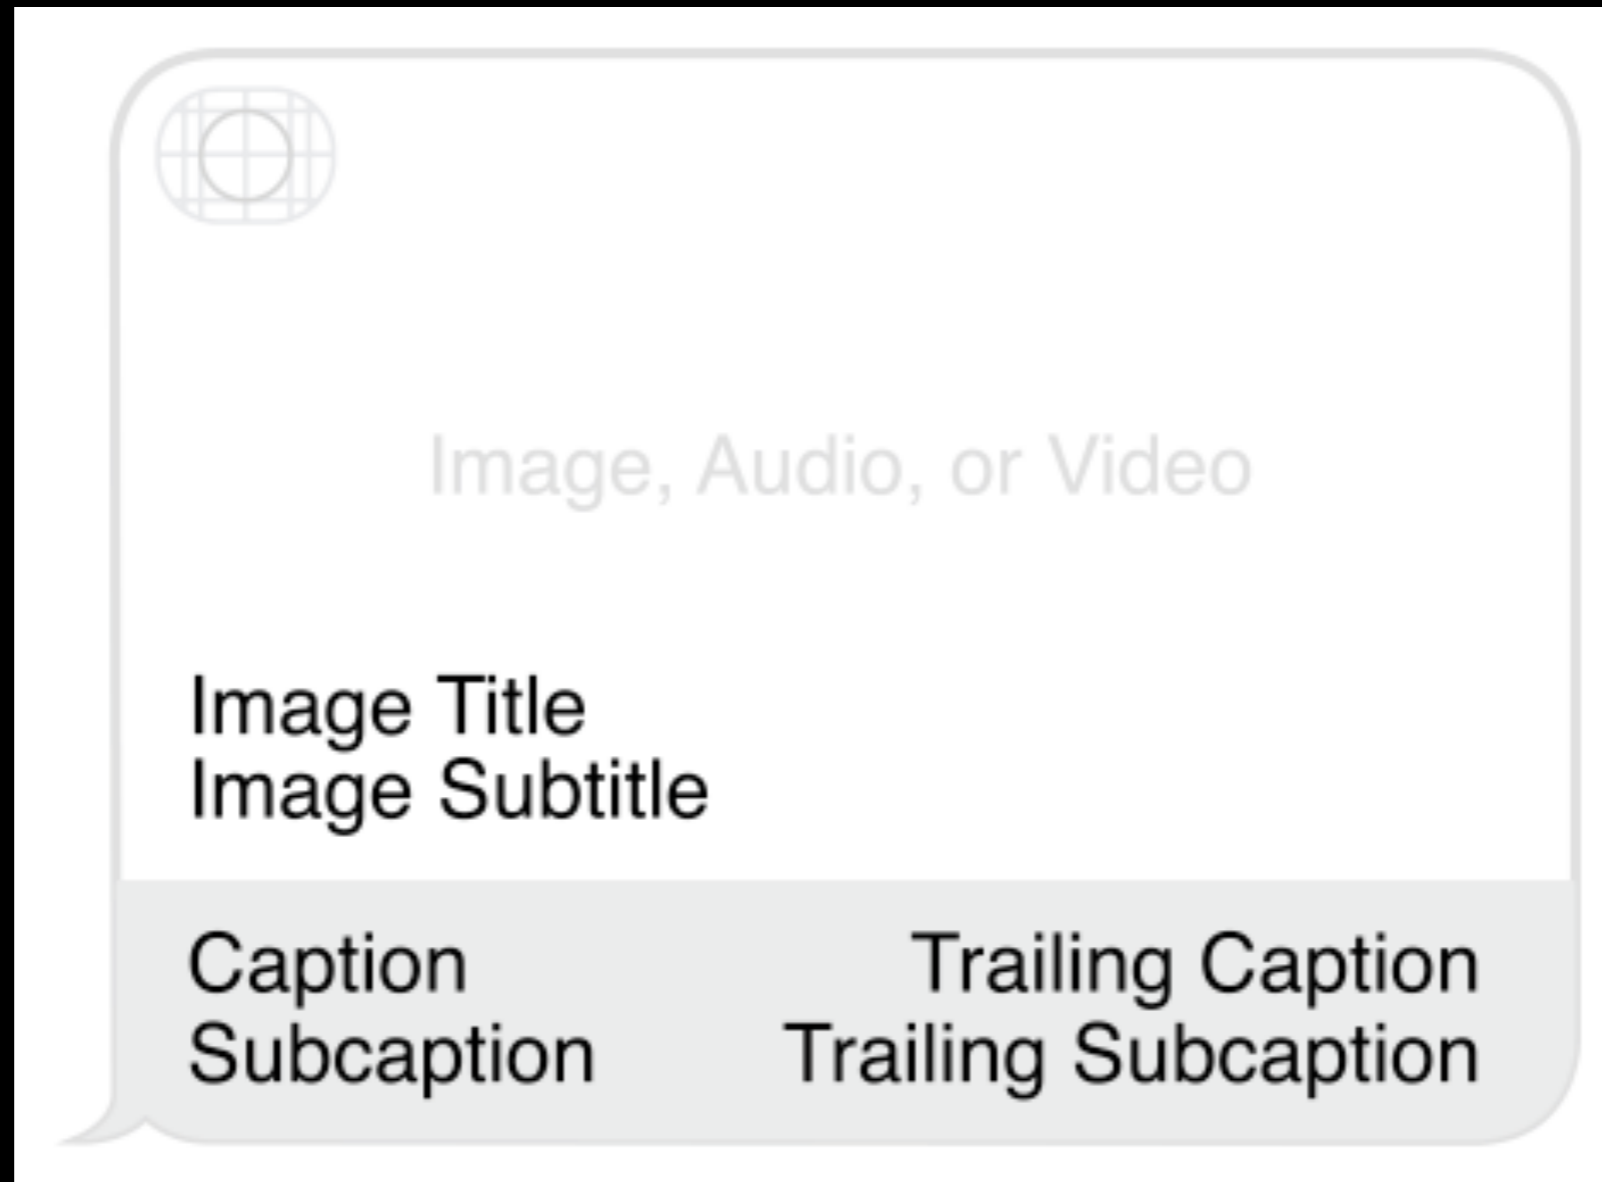 Image, Audio, or Video
Image Title
Image Subtitle
Caption
Trailing Caption
Subcaption
Trailing Subcaption